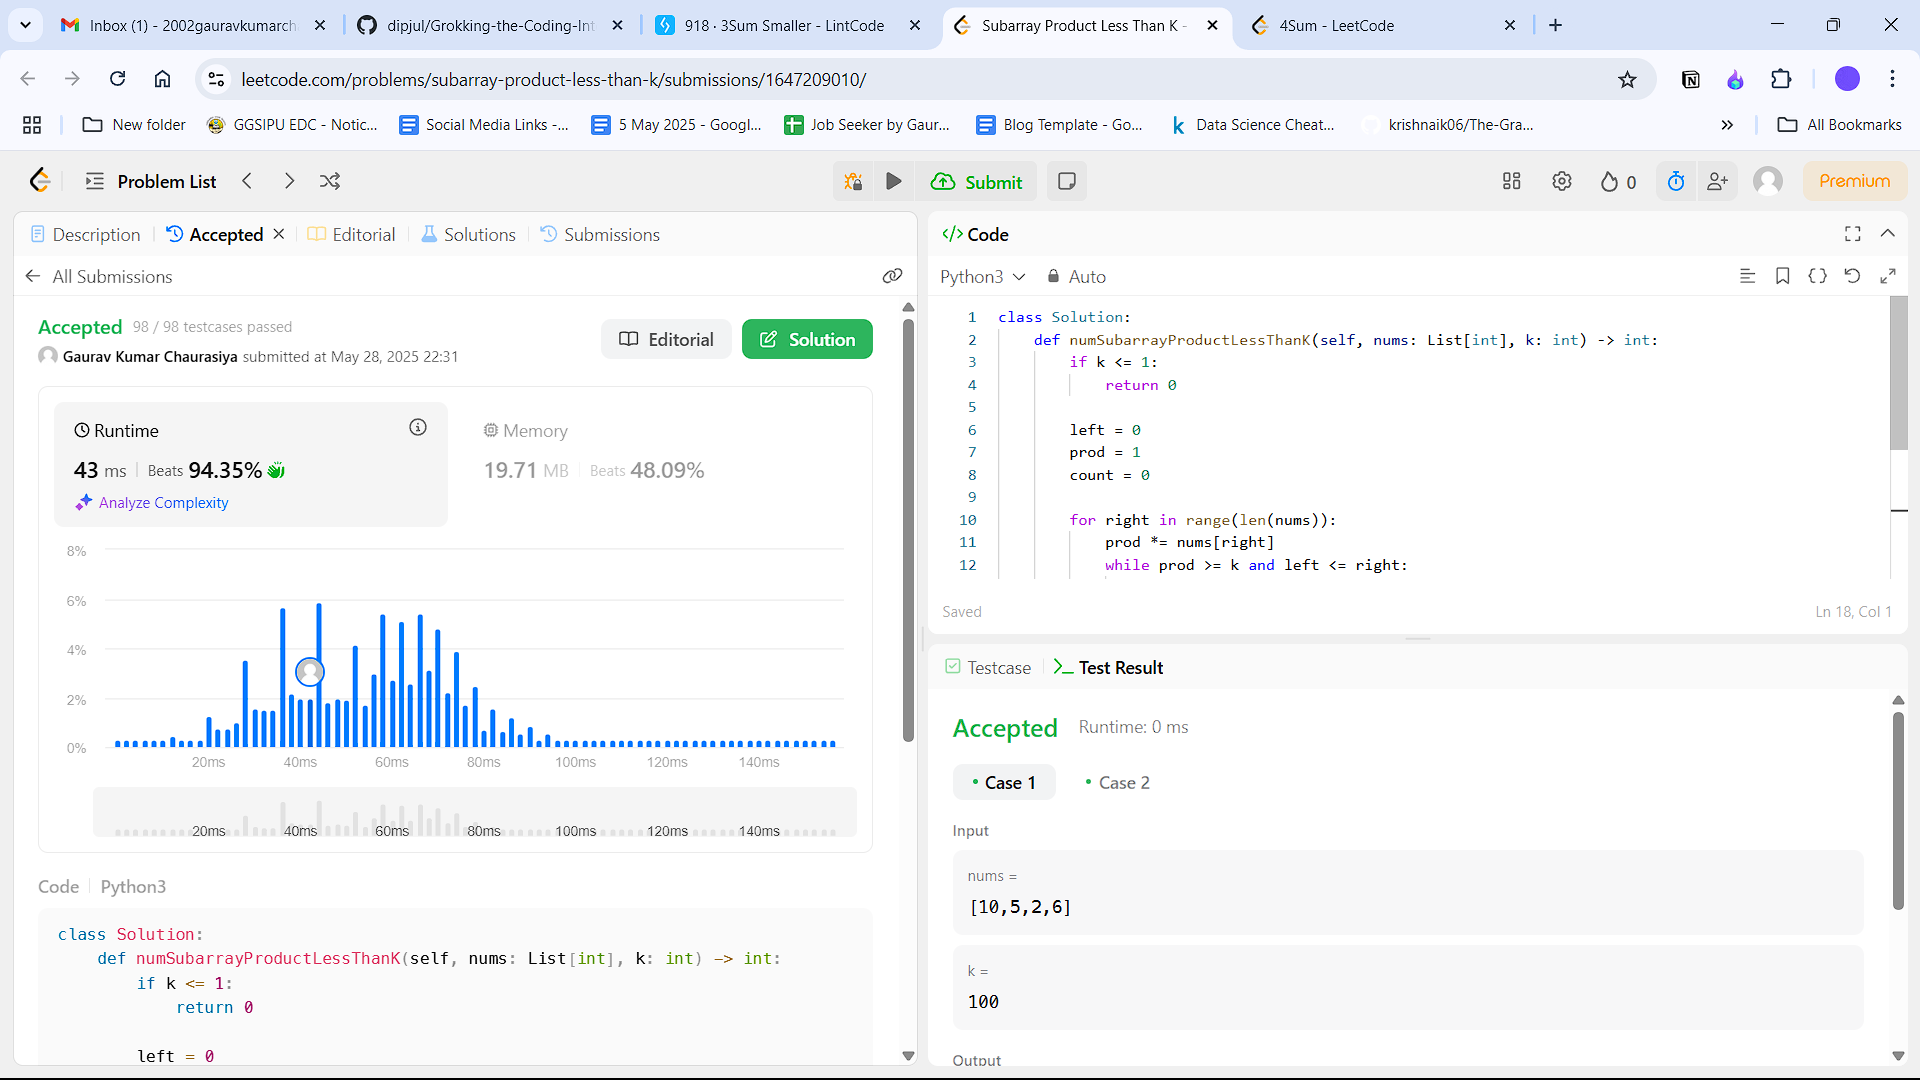 Inbox (1) - 2002gauravkumarch
dipjul/Grokking-the-Coding-Int
918 · 3Sum Smaller - LintCode
Subarray Product Less Than K -
4Sum - LeetCode
leetcode.com/problems/subarray-product-less-than-k/submissions/1647209010/
New folder
GGSIPU EDC - Notic...
Social Media Links -...
5 May 2025 - Googl...
Job Seeker by Gaur...
Blog Template - Go...
Data Science Cheat...
krishnaik06/The-Gra...
All Bookmarks
Problem List
Submit
0
Premium
Description
Accepted
Editorial
Solutions
Submissions
All Submissions
Accepted 98 / 98 testcases passed
Gaurav Kumar Chaurasiya submitted at May 28, 2025 22:31
Editorial
Solution
Runtime
43 ms Beats 94.35%
Analyze Complexity
Memory
19.71 MB Beats 48.09%
8%
6%
4%
2%
0%
20ms 40ms 60ms 80ms 100ms 120ms 140ms
20ms 40ms 60ms 80ms 100ms 120ms 140ms
Code Python3
class Solution:
def numSubarrayProductLessThanK(self, nums: List[int], k: int) -> int:
if k <= 1:
return 0
left = 0
</> Code
Python3 Auto
1 class Solution:
2 def numSubarrayProductLessThanK(self, nums: List[int], k: int) -> int:
3 if k <= 1:
4 return 0
5
6 left = 0
7 prod = 1
8 count = 0
9
10 for right in range(len(nums)):
11 prod *= nums[right]
12 while prod >= k and left <= right:
Saved
Ln 18, Col 1
Testcase
Test Result
Accepted Runtime: 0 ms
• Case 1 • Case 2
Input
nums =
[10,5,2,6]
k =
100
Output